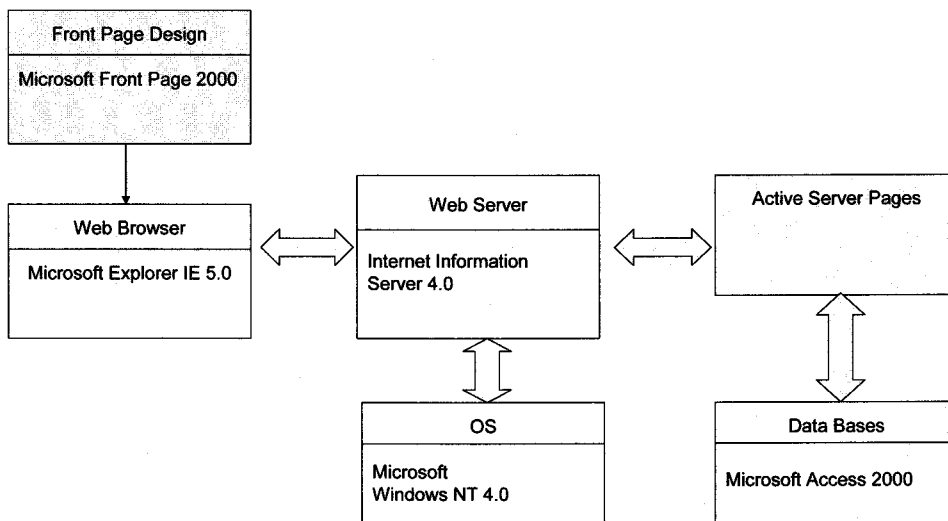 Front Page Design
Microsoft Front Page 2000
Web Browser
Microsoft Explorer IE 5.0
Web Server
Internet Information
Server 4.0
Active Server Pages
OS
Microsoft
Windows NT 4.0
Data Bases
Microsoft Access 2000